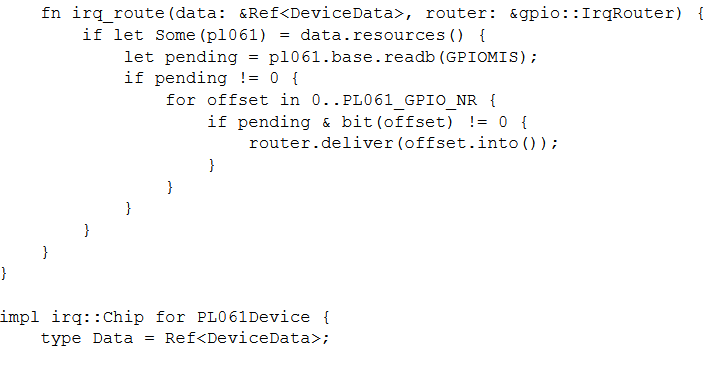 fn irq_route(data: &Ref<DeviceData>, router: &gpio::IrqRouter) {
        if let Some(pl061) = data.resources() {
            let pending = pl061.base.readb(GPIOMIS);
            if pending != 0 {
                for offset in 0..PL061_GPIO_NR {
                    if pending & bit(offset) != 0 {
                        router.deliver(offset.into());
                    }
                }
            }
        }
    }
}

impl irq::Chip for PL061Device {
    type Data = Ref<DeviceData>;